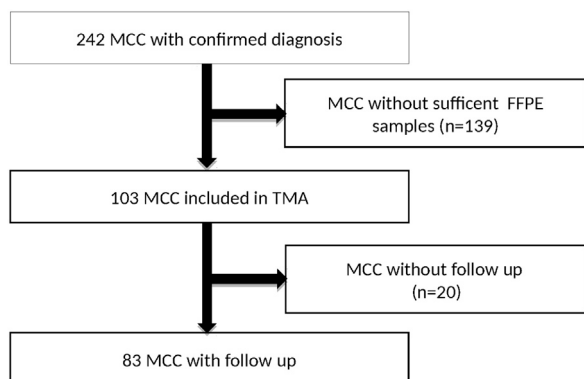 242 MCC with confirmed diagnosis
MCC without sufficent FFPE
samples (n=139)
103 MCC included in TMA
MCC without follow up
(n=20)
83 MCC with follow up